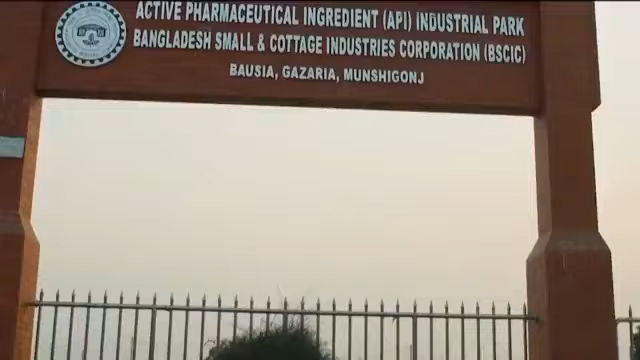 ACTIVE PHARMACEUTICAL INGREDIENT (API) INDUSTRIAL PARK
BANGLADESH SMALL & COTTAGE INDUSTRIES CORPORATION (BSCIC)
BAUSIA, GAZARIA, MUNSHIGONJ